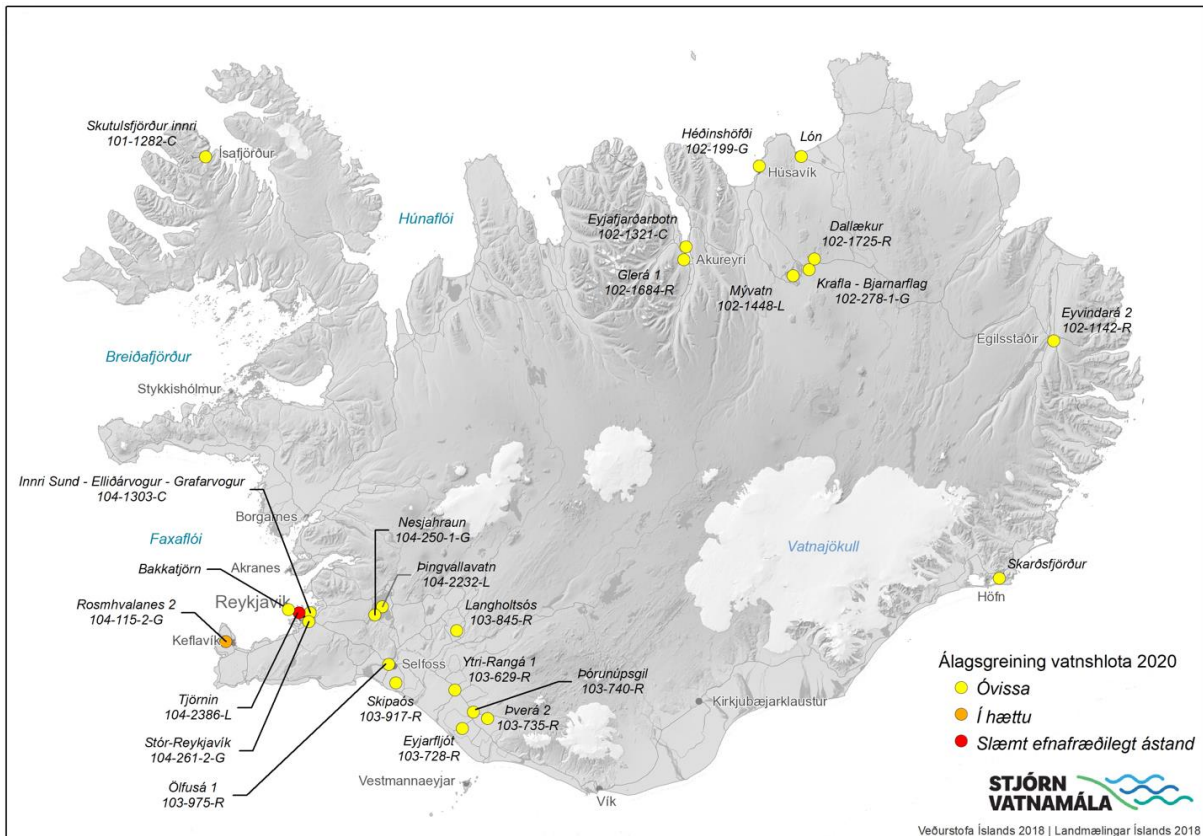 Skutulsfjörður innri
101-1282-C
Ísafjörður
Héðinshöfði
102-199-G
Lón
Húsavík
Húnaflói
Eyjafjarðarbotn
102-1321-C
Akureyri
Glerá 1
102-1684-R
Dallækur
102-1725-R
Mývatn
102-1448-L
Krafla - Bjarnarflag
102-278-1-G
Eyvindará 2
102-1142-R
Egilsstaðir
Breiðafjörður
Stykkishólmur
Innri Sund - Elliðárvogur - Grafarvogur
104-1303-C
Borgarnes
Faxaflói
Akranes
Bakkatjörn
Reykjavík
Rosmhvalanes 2
104-115-2-G
Keflavík
Nesjahraun
104-250-1-G
Þingvallavatn
104-2232-L
Langholtsós
103-845-R
Vatnajökull
Skarðsfjörður
Höfn
Selfoss
Ytri-Rangá 1
103-629-R
Þórunúpsgil
103-740-R
Kirkjubæjarklaustur
Tjörnin
104-2386-L
Skipaós
103-917-R
Þverá 2
103-735-R
Stór-Reykjavík
104-261-2-G
Eyjarfljót
103-728-R
Ölfusá 1
103-975-R
Vestmannaeyjar
Vík
Álagsgreining vatnshlota 2020
Óvissa
Í hættu
Slæmt efnafræðilegt ástand
STJÓRN
VATNAMÁLA
Veðurstofa Íslands 2018 | Landmælingar Íslands 2018